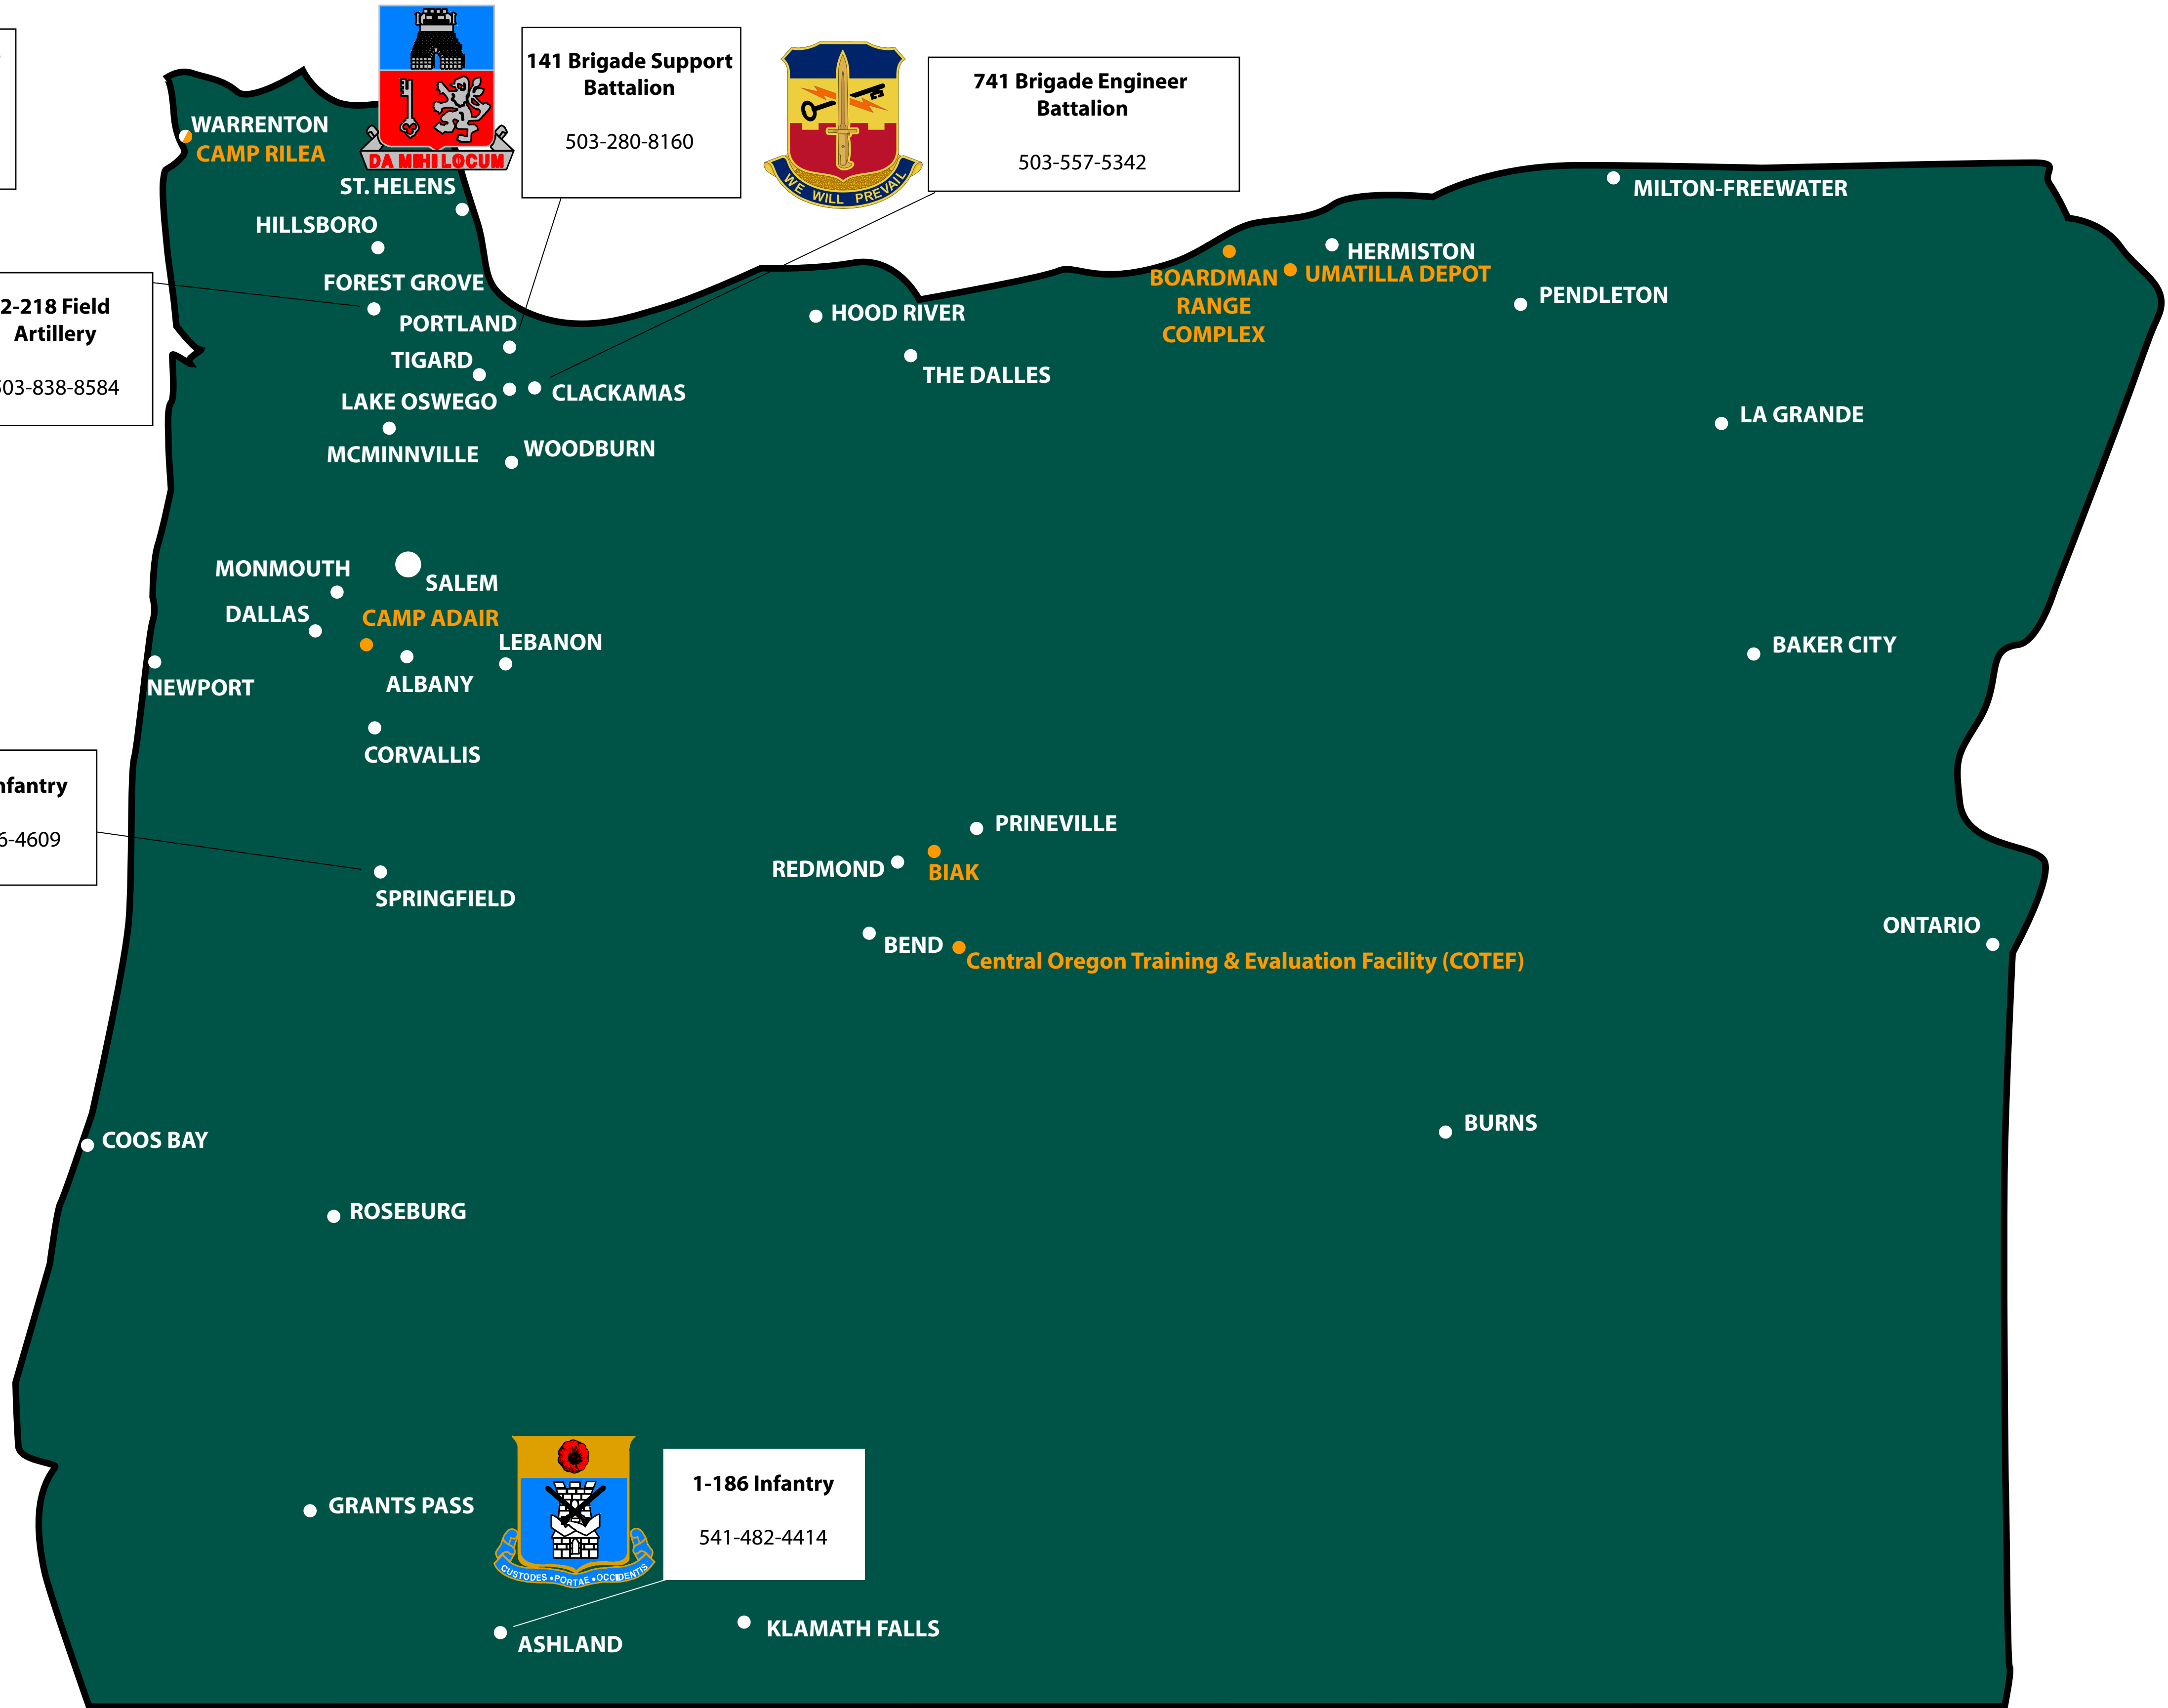 141 Brigade Support
Battalion
503-280-8160
741 Brigade Engineer
Battalion
503-557-5342
DA MIHI LOCUM
WE WILL PREVAIL
WARRENTON
CAMP RILEA
ST. HELENS
HILLSBORO
FOREST GROVE
PORTLAND
TIGARD
LAKE OSWEGO
CLACKAMAS
MCMINNVILLE
WOODBURN
HOOD RIVER
THE DALLES
BOARDMAN
RANGE
COMPLEX
HERMISTON
UMATILLA DEPOT
MILTON-FREEWATER
PENDLETON
LA GRANDE
2-218 Field
Artillery
503-838-8584
MONMOUTH
SALEM
DALLAS
CAMP ADAIR
LEBANON
NEWPORT
ALBANY
CORVALLIS
BAKER CITY
nfantry
6-4609
SPRINGFIELD
PRINEVILLE
REDMOND
BIAK
BEND
Central Oregon Training & Evaluation Facility (COTEF)
ONTARIO
COOS BAY
BURNS
ROSEBURG
GRANTS PASS
CUSTODES • PORTAE • OCCIDENTIS
1-186 Infantry
541-482-4414
ASHLAND
KLAMATH FALLS